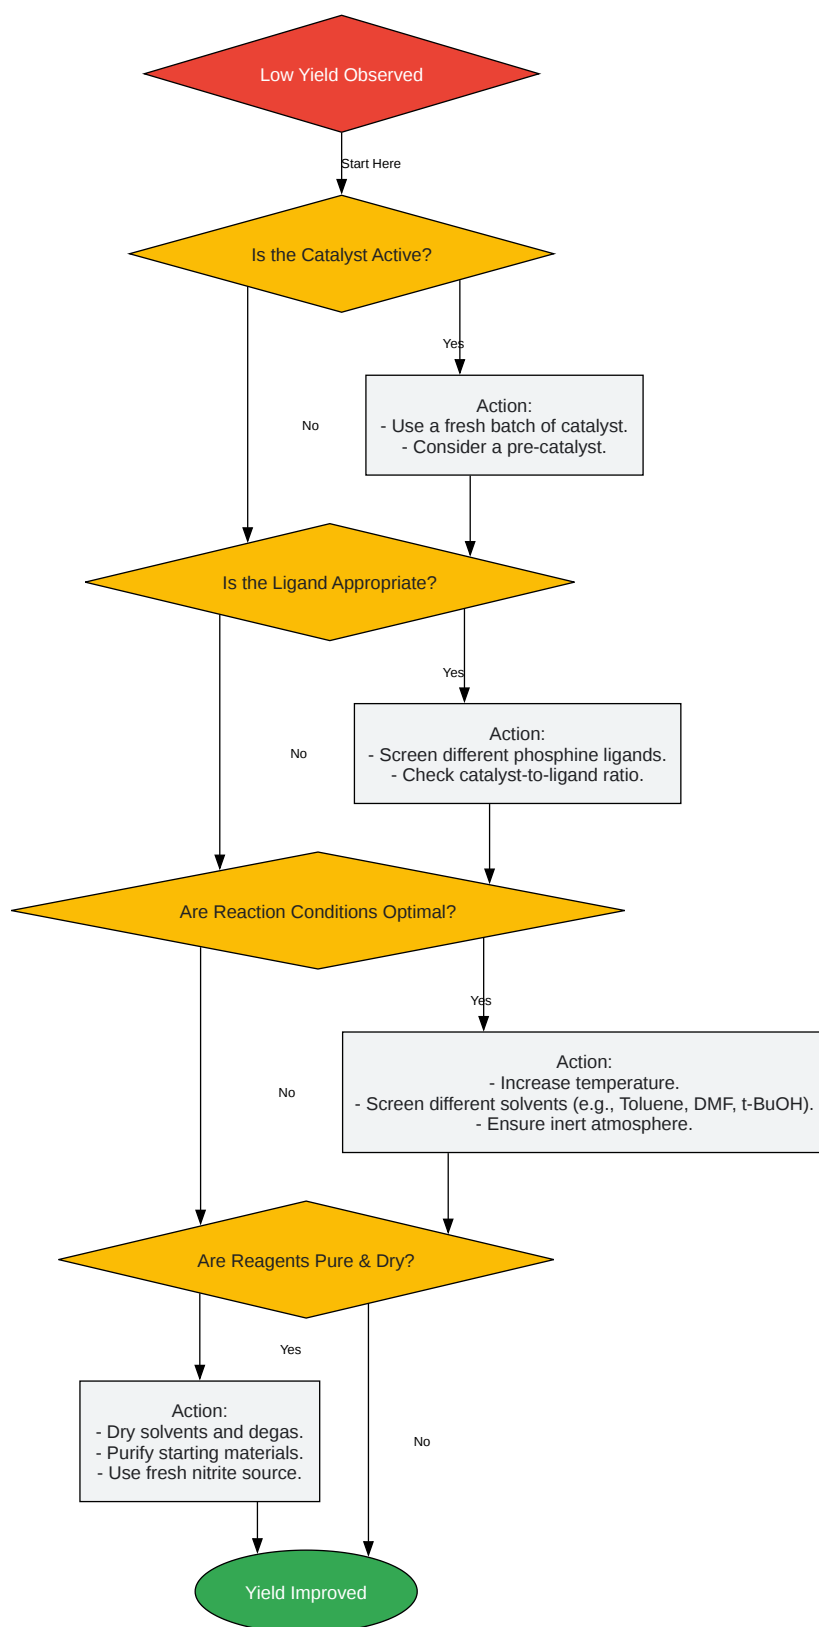 Low Yield Observed
Start Here
Is the Catalyst Active?
Yes
Action:
- Use a fresh batch of catalyst.
- Consider a pre-catalyst.
No
Is the Ligand Appropriate?
Yes
Action:
- Screen different phosphine ligands.
- Check catalyst-to-ligand ratio.
No
Are Reaction Conditions Optimal?
Yes
Action:
- Increase temperature.
- Screen different solvents (e.g., Toluene, DMF, t-BuOH).
- Ensure inert atmosphere.
No
Are Reagents Pure & Dry?
Yes
Action:
- Dry solvents and degas.
- Purify starting materials.
- Use fresh nitrite source.
No
Yield Improved